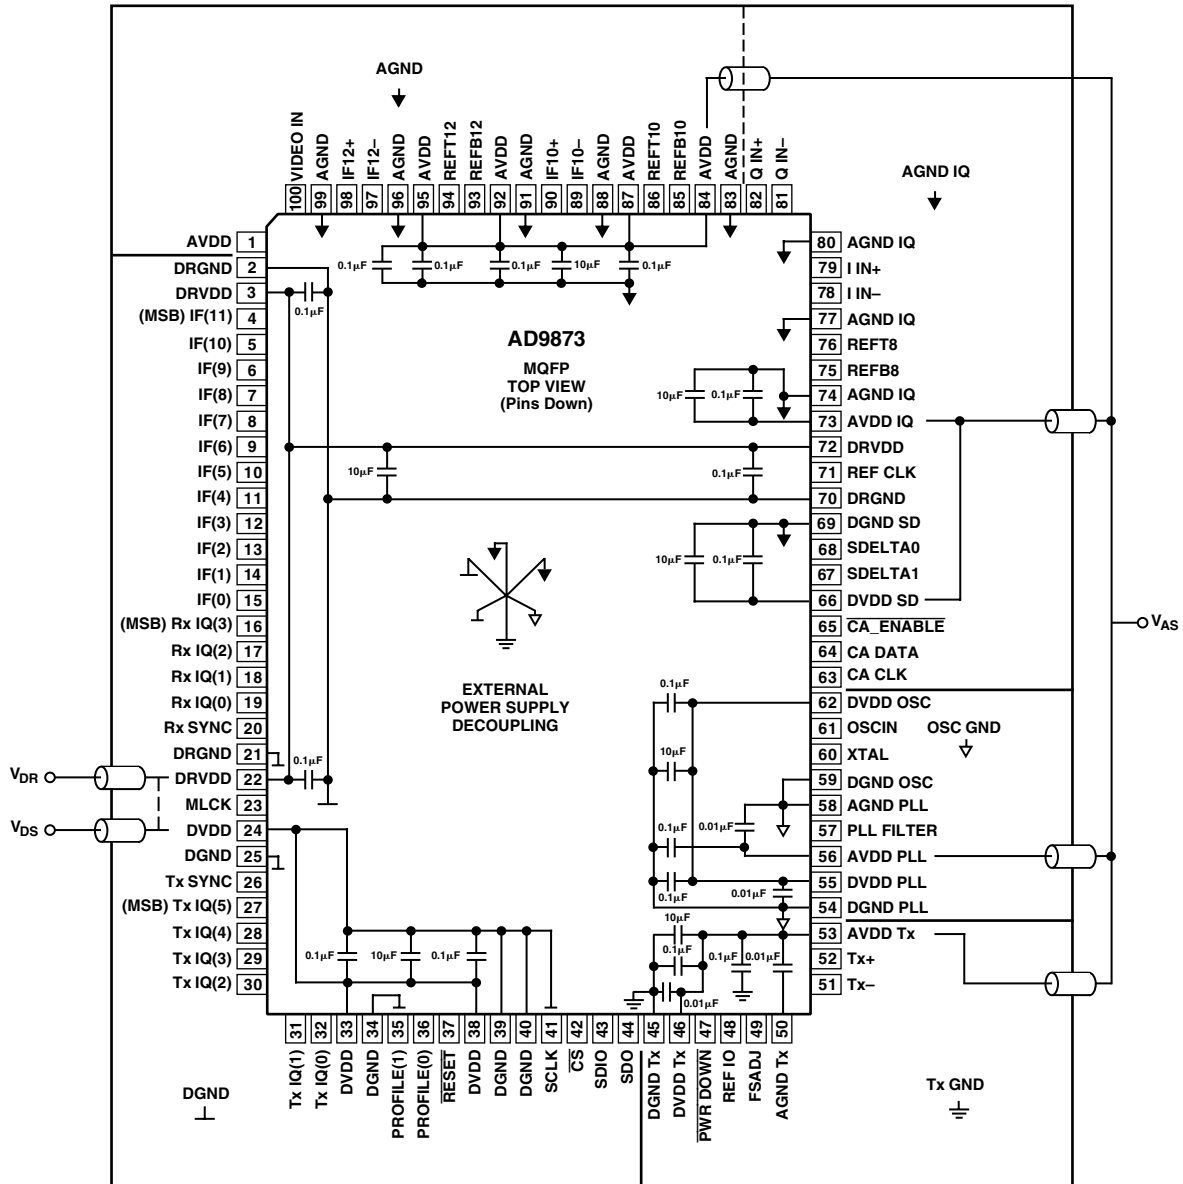 AGND
100 VIDEO IN
99 AGND
98 IF12+
97 IF12–
96 AGND
95 AVDD
94 REFT12
93 REFB12
92 AVDD
91 AGND
90 IF10+
89 IF10–
88 AGND
87 AVDD
86 REFT10
85 REFB10
84 AVDD
83 AGND
82 Q IN+
81 Q IN–
AGND IQ
AVDD 1
DRGND 2
DRVDD 3
(MSB) IF(11) 4
IF(10) 5
IF(9) 6
IF(8) 7
IF(7) 8
IF(6) 9
IF(5) 10
IF(4) 11
IF(3) 12
IF(2) 13
IF(1) 14
IF(0) 15
(MSB) Rx IQ(3) 16
Rx IQ(2) 17
Rx IQ(1) 18
Rx IQ(0) 19
Rx SYNC 20
DRGND 21
DRVDD 22
MLCK 23
DVDD 24
DGND 25
Tx SYNC 26
(MSB) Tx IQ(5) 27
Tx IQ(4) 28
Tx IQ(3) 29
Tx IQ(2) 30
VDR
VDS
0.1µF 0.1µF 0.1µF 10µF 0.1µF
0.1µF
AD9873
MQFP
TOP VIEW
(Pins Down)
10µF 0.1µF
10µF 0.1µF
10µF 0.1µF
EXTERNAL
POWER SUPPLY
DECOUPLING
0.1µF
0.1µF
10µF
0.1µF 0.01µF
0.1µF 0.01µF
10µF
0.1µF 0.1µF 0.01µF
0.01µF
0.1µF 10µF 0.1µF
80 AGND IQ
79 I IN+
78 I IN–
77 AGND IQ
76 REFT8
75 REFB8
74 AGND IQ
73 AVDD IQ
72 DRVDD
71 REF CLK
70 DRGND
69 DGND SD
68 SDELTA0
67 SDELTA1
66 DVDD SD
65 CA_ENABLE
64 CA DATA
63 CA CLK
62 DVDD OSC
61 OSCIN OSC GND
60 XTAL
59 DGND OSC
58 AGND PLL
57 PLL FILTER
56 AVDD PLL
55 DVDD PLL
54 DGND PLL
53 AVDD Tx
52 Tx+
51 Tx–
VAS
31 Tx IQ(1)
32 Tx IQ(0)
33 DVDD
34 DGND
35 PROFILE(1)
36 PROFILE(0)
37 RESET
38 DVDD
39 DGND
40 DGND
41 SCLK
42 CS
43 SDIO
44 SDO
45 DGND Tx
46 DVDD Tx
47 PWR DOWN
48 REF IO
49 FSADJ
50 AGND Tx
DGND
Tx GND